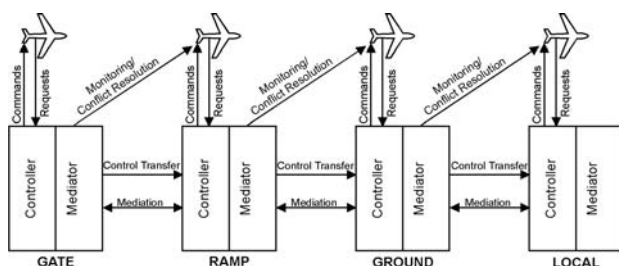 Commands
Requests
Monitoring/
Conflict Resolution
Commands
Requests
Monitoring/
Conflict Resolution
Commands
Requests
Monitoring/
Conflict Resolution
Commands
Requests
Controller
Mediator
Control Transfer
Mediation
Controller
Mediator
Control Transfer
Mediation
Controller
Mediator
Control Transfer
Mediation
Controller
Mediator
GATE
RAMP
GROUND
LOCAL